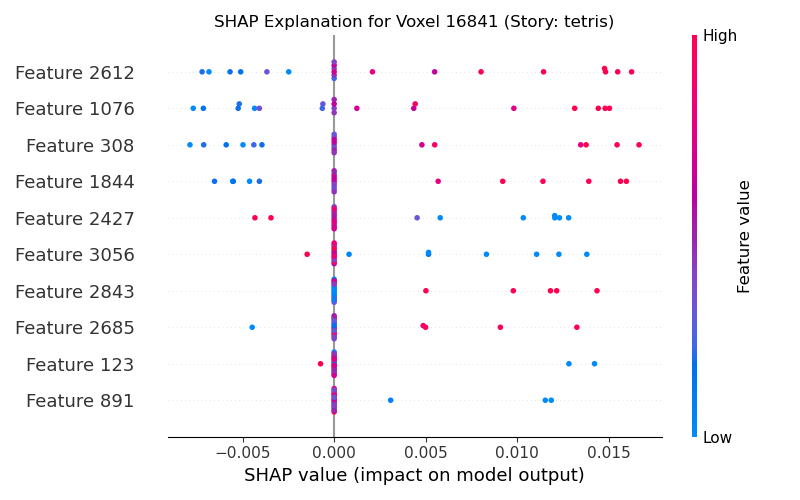 SHAP Explanation for Voxel 16841 (Story: tetris)
High
Feature 2612
Feature 1076
Feature 308
Feature 1844
Feature 2427
Feature 3056
Feature 2843
Feature 2685
Feature 123
Feature 891
Feature value
Low
−0.005 0.000 0.005 0.010 0.015
SHAP value (impact on model output)